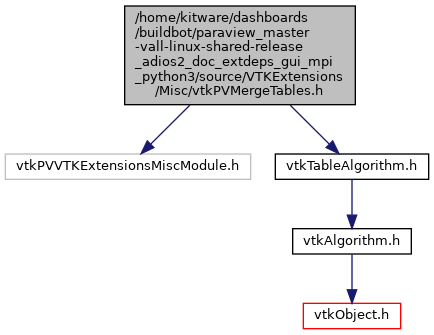 /home/kitware/dashboards
/buildbot/paraview_master
-vall-linux-shared-release
_adios2_doc_extdeps_gui_mpi
_python3/source/VTKExtensions
/Misc/vtkPVMergeTables.h
vtkPVVTKExtensionsMiscModule.h
vtkTableAlgorithm.h
vtkAlgorithm.h
vtkObject.h